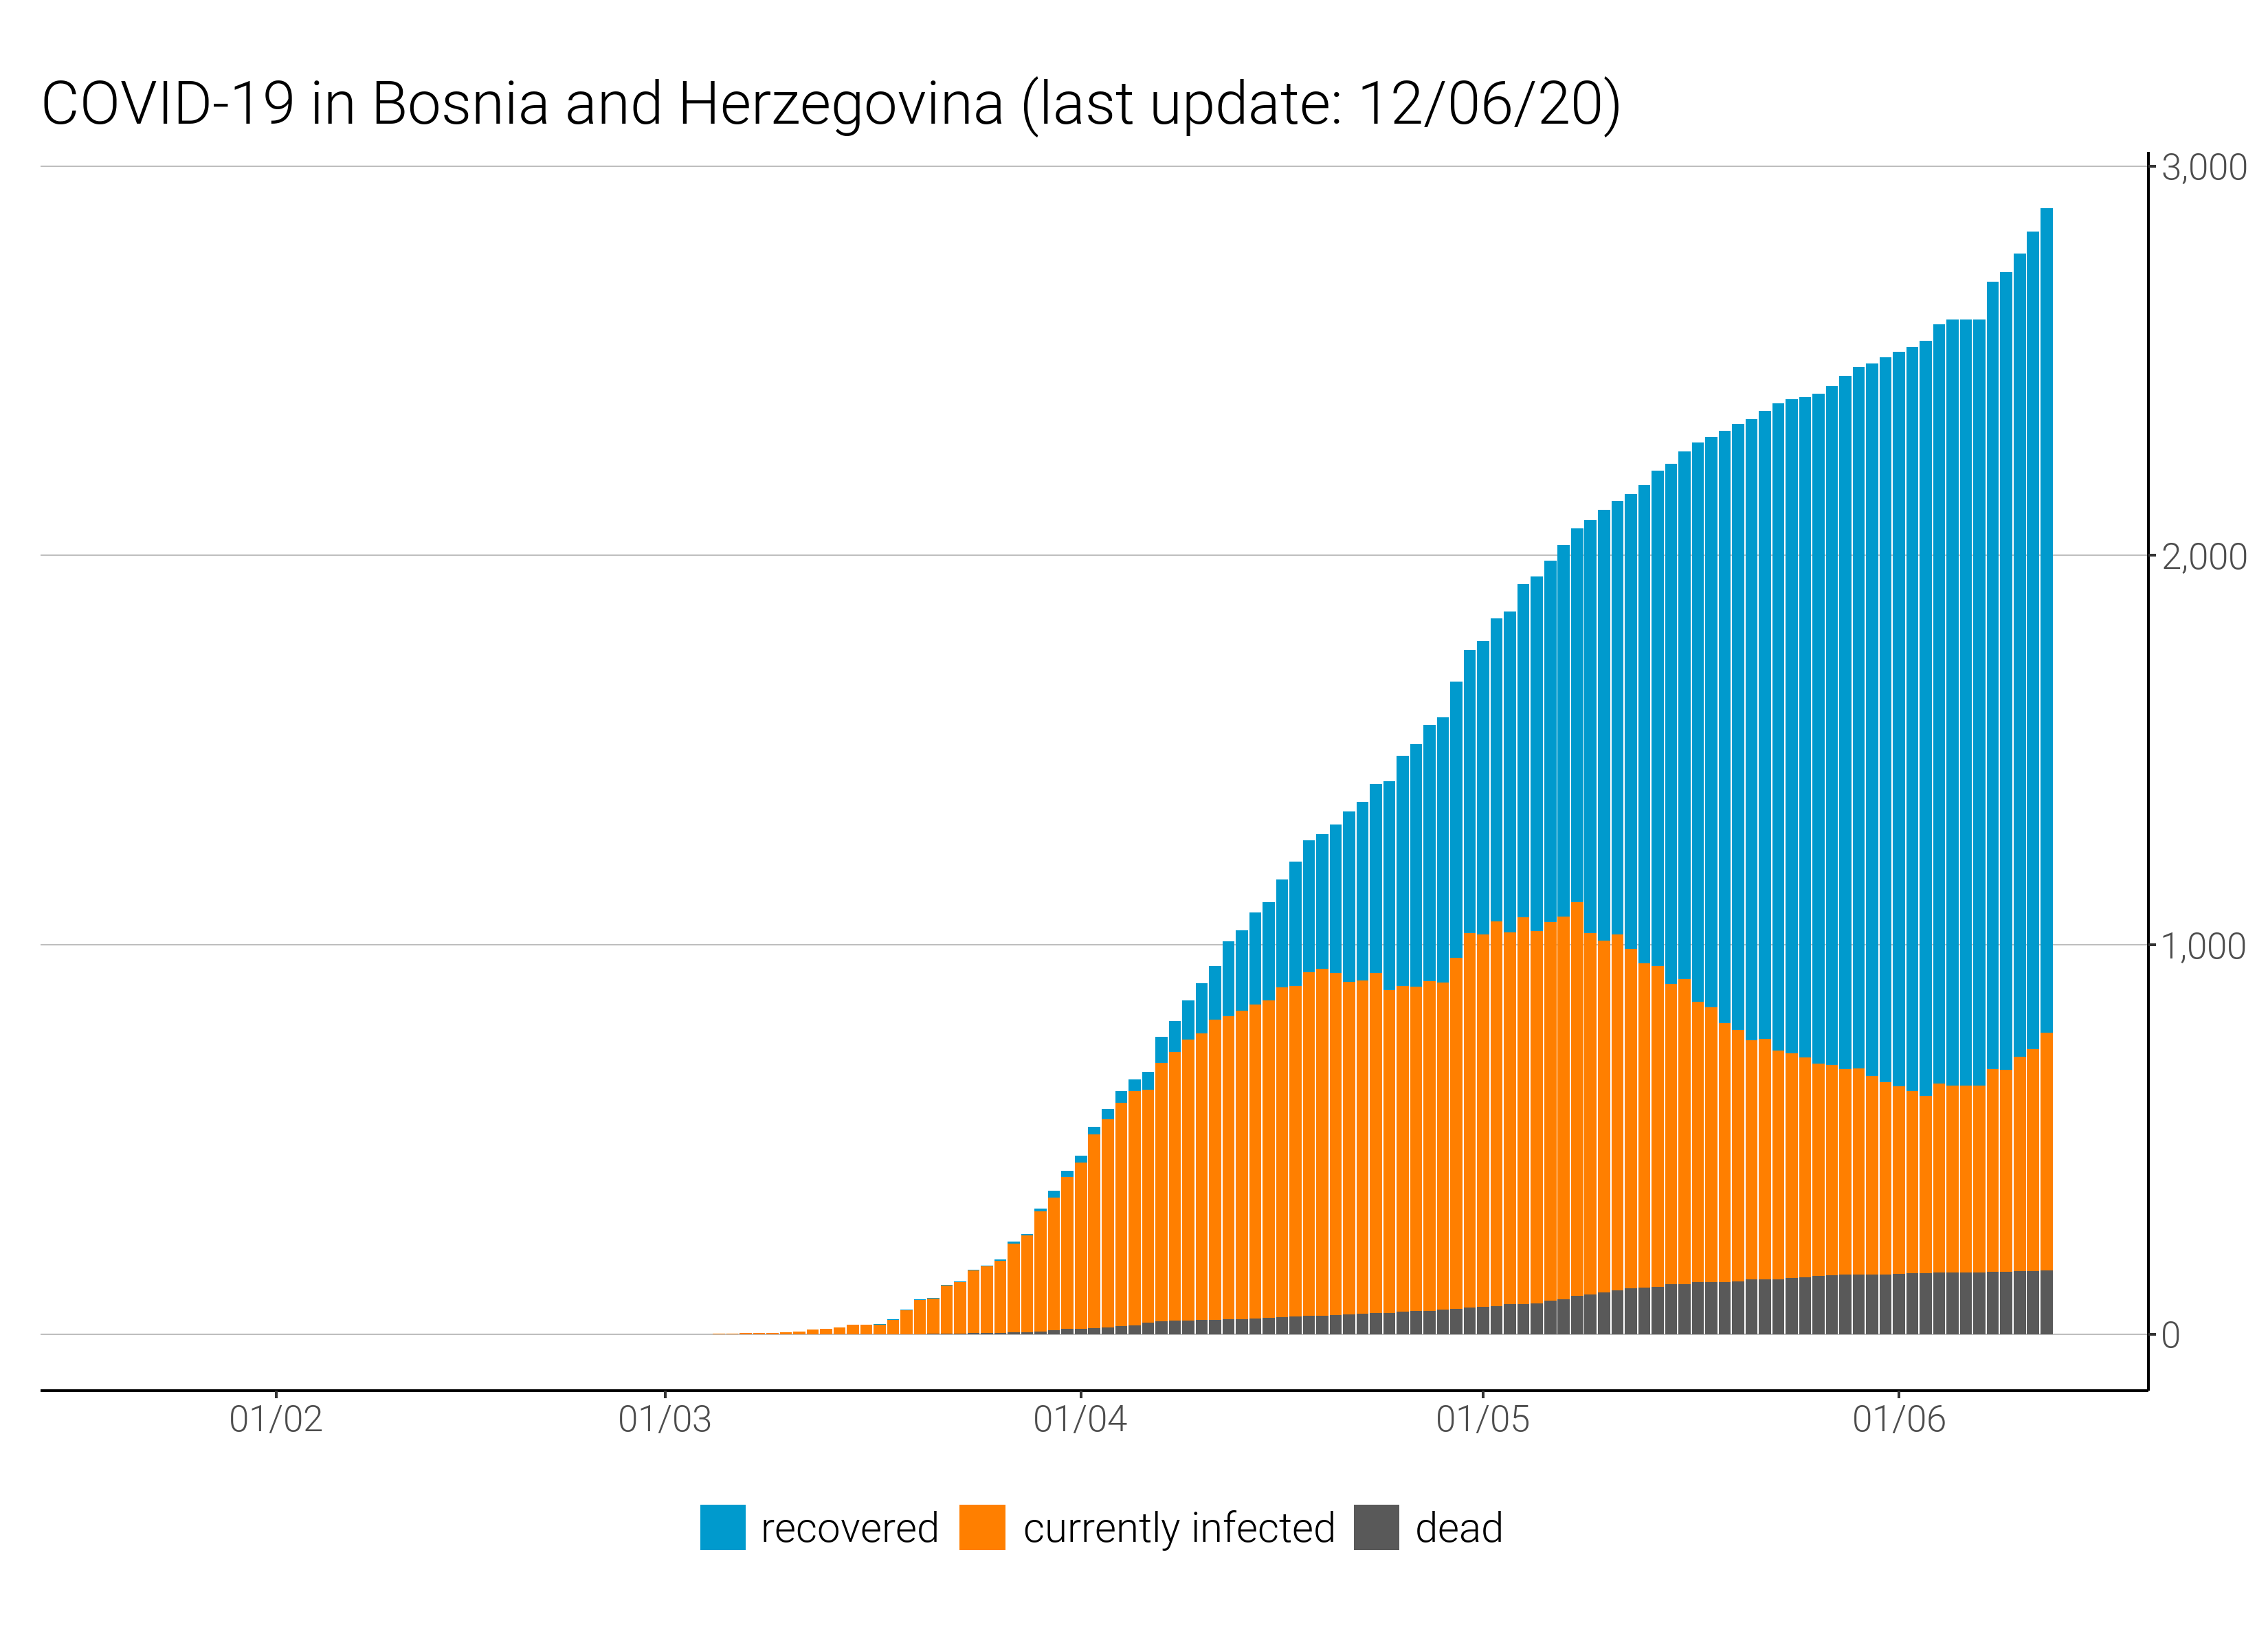 COVID-19 in Bosnia and Herzegovina (last update: 12/06/20)
3,000
2,000
1,000
0
01/02 01/03 01/04 01/05 01/06
recovered currently infected dead